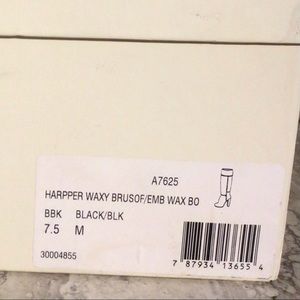 A7625
HARPPER WAXY BRUSOF/EMB WAX BO
BBK BLACK/BLK
7.5 M
30004855
7 87934 13655 4